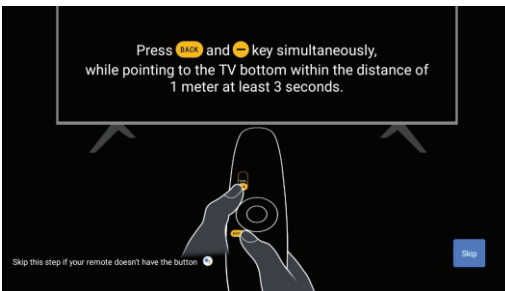 Press BACK and − key simultaneously,
while pointing to the TV bottom within the distance of
1 meter at least 3 seconds.
Skip this step if your remote doesn't have the button
Skip